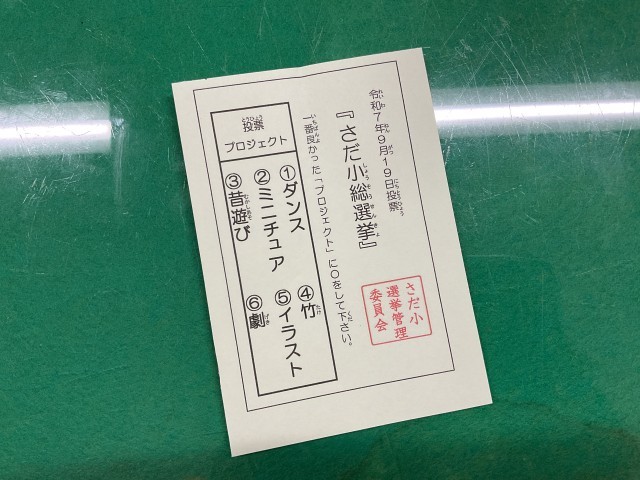 令和7年9月19日投票
『さだ小総選挙』
一番良かった「プロジェクト」に〇をして下さい。
投票
プロジェクト
①ダンス
②ミニチュア
③昔遊び
④竹
⑤イラスト
⑥劇
さだ小
選挙管理
委員会